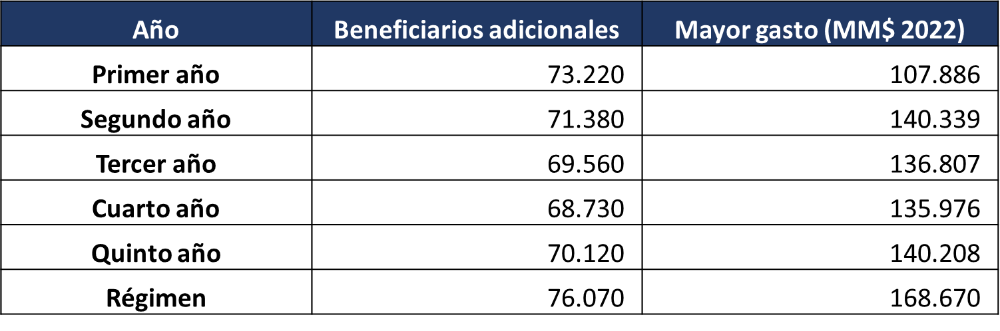 Año Beneficiarios adicionales Mayor gasto (MM$ 2022)
Primer año 73.220 107.886
Segundo año 71.380 140.339
Tercer año 69.560 136.807
Cuarto año 68.730 135.976
Quinto año 70.120 140.208
Régimen 76.070 168.670